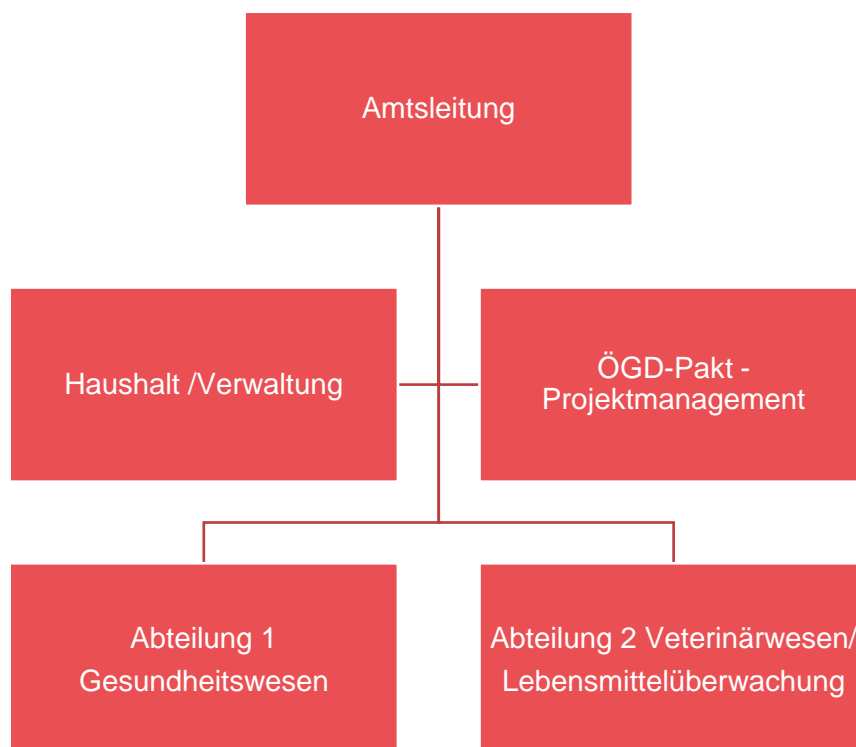 Amtsleitung
Haushalt /Verwaltung
ÖGD-Pakt -
Projektmanagement
Abteilung 1
Gesundheitswesen
Abteilung 2 Veterinärwesen/
Lebensmittelüberwachung